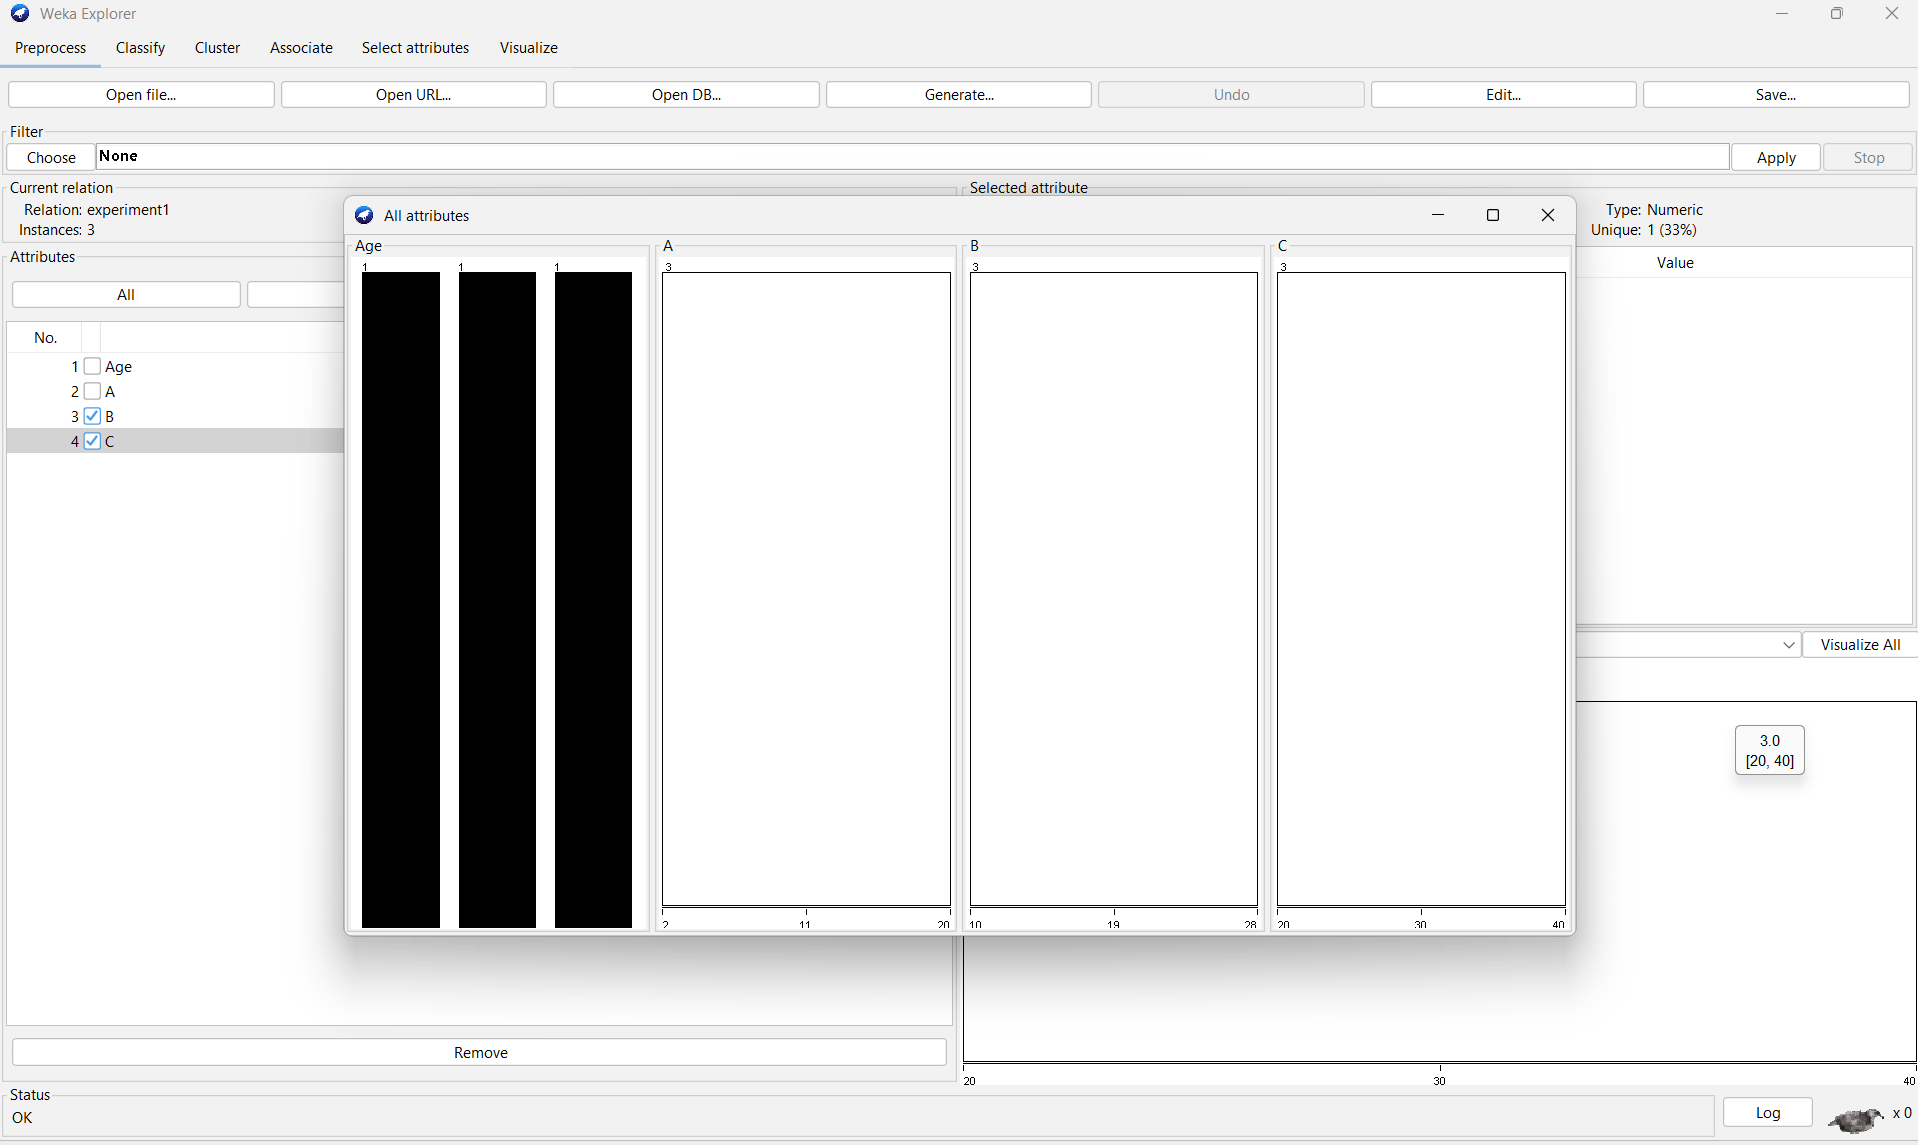 Weka Explorer
Preprocess Classify Cluster Associate Select attributes Visualize
Open file... Open URL... Open DB... Generate... Undo Edit... Save...
Filter
Choose None Apply Stop
Current relation
Relation: experiment1
Instances: 3
Selected attribute
Type: Numeric
Unique: 1 (33%)
Attributes
All
Value
No.
1 Age
2 A
3 B
4 C
All attributes
Age
1 1 1
A
3
2 11 20
B
3
10 19 28
C
3
20 30 40
Visualize All
3.0
[20, 40]
20 30 40
Remove
Status
OK
Log
x 0